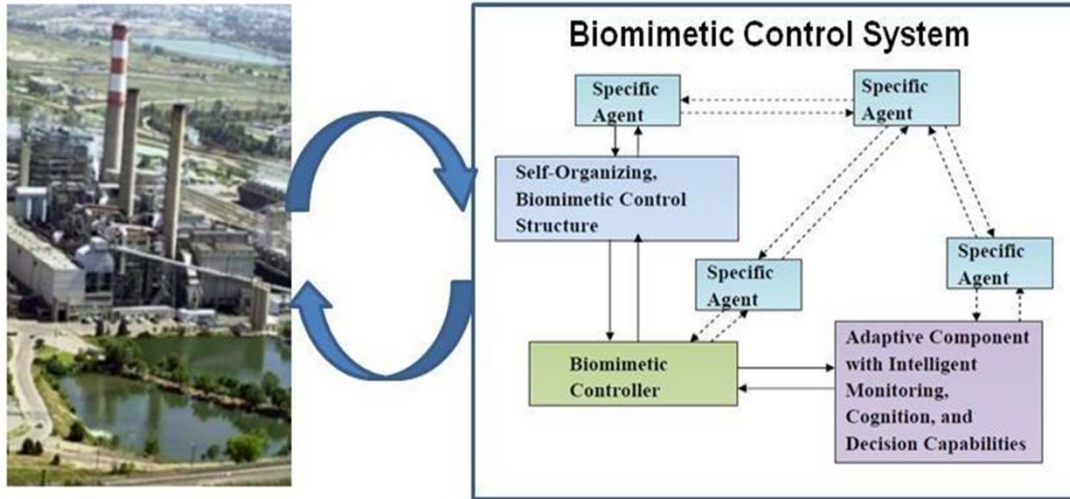 Biomimetic Control System
Specific
Agent
Specific
Agent
Self-Organizing,
Biomimetic Control
Structure
Specific
Agent
Specific
Agent
Biomimetic
Controller
Adaptive Component
with Intelligent
Monitoring,
Cognition, and
Decision Capabilities